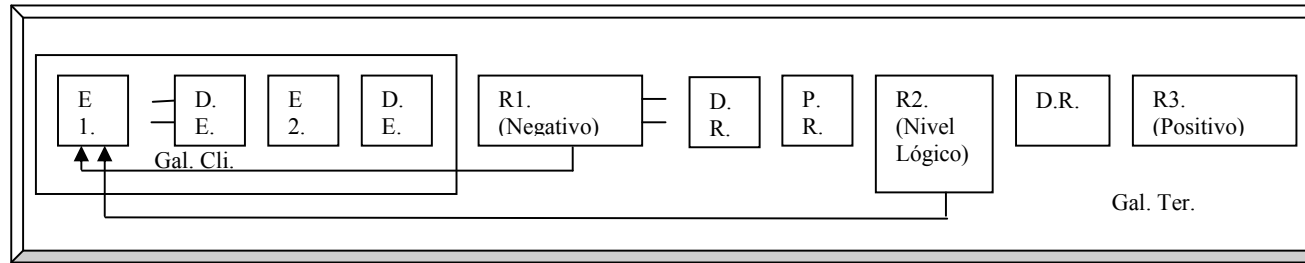 E
1.
D.
E.
E
2.
D.
E.
R1.
(Negativo)
D.
R.
P.
R.
R2.
(Nivel
Lógico)
D.R.
R3.
(Positivo)
Gal. Cli.
Gal. Ter.